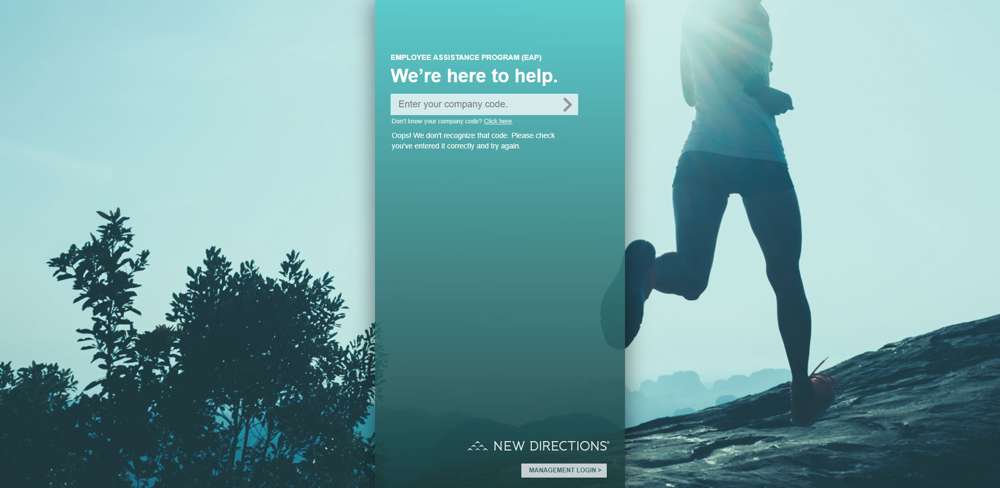 EMPLOYEE ASSISTANCE PROGRAM (EAP)
We’re here to help.
Enter your company code.
Don't know your company code? Click here.
Oops! We don't recognize that code. Please check
you've entered it correctly and try again.
NEW DIRECTIONS®
MANAGEMENT LOGIN >